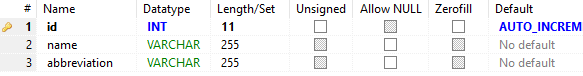 # Name Datatype Length/Set Unsigned Allow NULL Zerofill Default
1 id INT 11 AUTO_INCREM
2 name VARCHAR 255 No default
3 abbreviation VARCHAR 255 No default